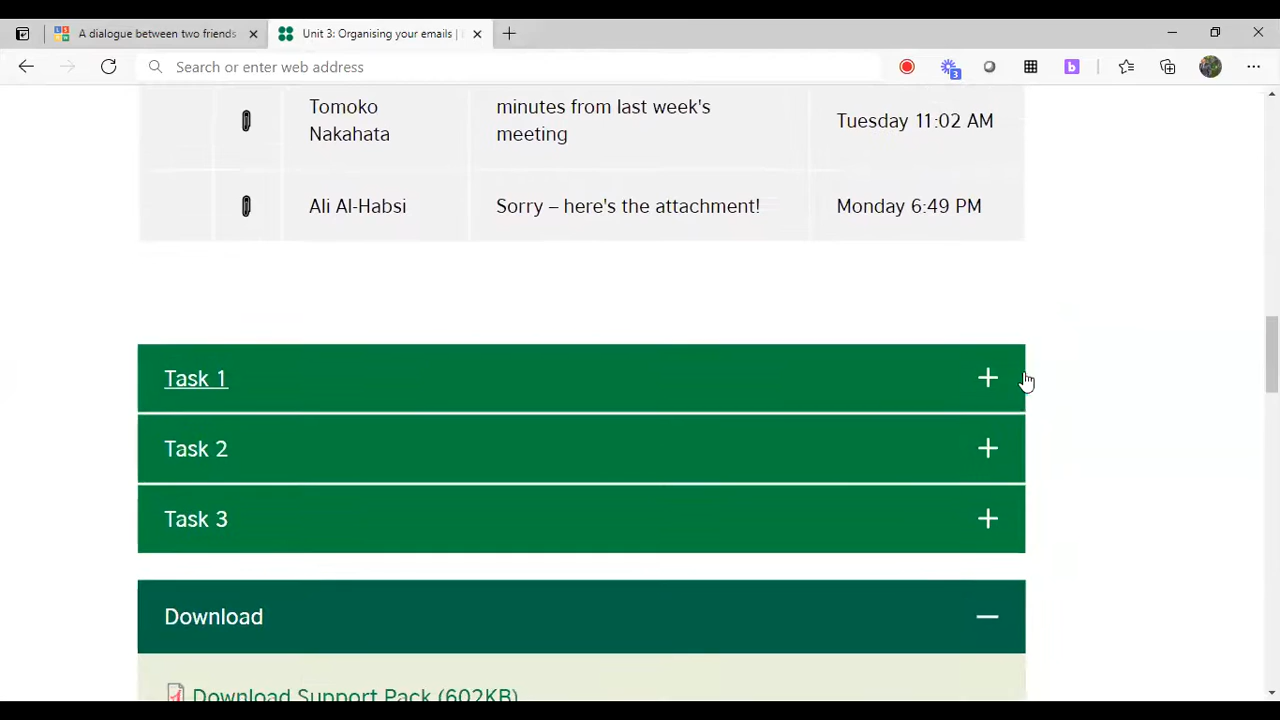 A dialogue between two friends
Unit 3: Organising your emails |
Search or enter web address
3
b
Tomoko Nakahata
minutes from last week's meeting
Tuesday 11:02 AM
Ali Al-Habsi
Sorry – here's the attachment!
Monday 6:49 PM
Task 1
Task 2
Task 3
Download
Download Support Pack (602KB)